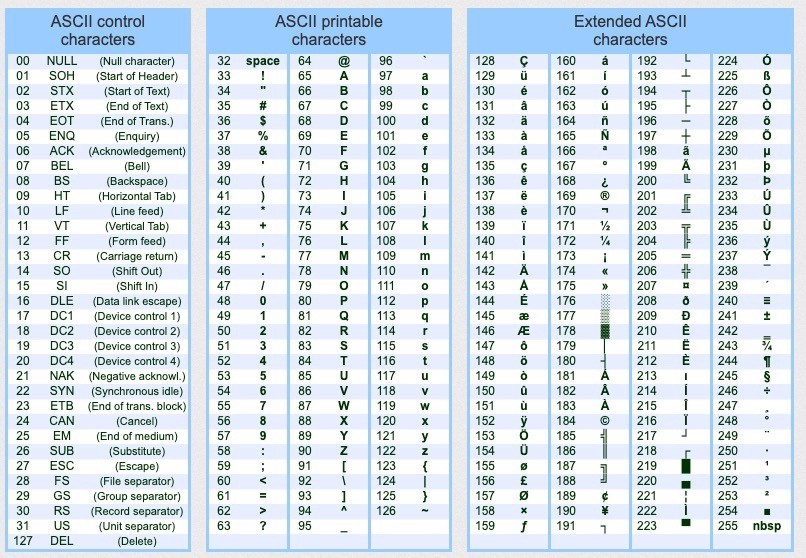 ASCII control
characters
00 NULL (Null character)
01 SOH (Start of Header)
02 STX (Start of Text)
03 ETX (End of Text)
04 EOT (End of Trans.)
05 ENQ (Enquiry)
06 ACK (Acknowledgement)
07 BEL (Bell)
08 BS (Backspace)
09 HT (Horizontal Tab)
10 LF (Line feed)
11 VT (Vertical Tab)
12 FF (Form feed)
13 CR (Carriage return)
14 SO (Shift Out)
15 SI (Shift In)
16 DLE (Data link escape)
17 DC1 (Device control 1)
18 DC2 (Device control 2)
19 DC3 (Device control 3)
20 DC4 (Device control 4)
21 NAK (Negative acknowl.)
22 SYN (Synchronous idle)
23 ETB (End of trans. block)
24 CAN (Cancel)
25 EM (End of medium)
26 SUB (Substitute)
27 ESC (Escape)
28 FS (File separator)
29 GS (Group separator)
30 RS (Record separator)
31 US (Unit separator)
127 DEL (Delete)
ASCII printable
characters
32 space 64 @ 96 `
33 ! 65 A 97 a
34 " 66 B 98 b
35 # 67 C 99 c
36 $ 68 D 100 d
37 % 69 E 101 e
38 & 70 F 102 f
39 ' 71 G 103 g
40 ( 72 H 104 h
41 ) 73 I 105 i
42 * 74 J 106 j
43 + 75 K 107 k
44 , 76 L 108 l
45 - 77 M 109 m
46 . 78 N 110 n
47 / 79 O 111 o
48 0 80 P 112 p
49 1 81 Q 113 q
50 2 82 R 114 r
51 3 83 S 115 s
52 4 84 T 116 t
53 5 85 U 117 u
54 6 86 V 118 v
55 7 87 W 119 w
56 8 88 X 120 x
57 9 89 Y 121 y
58 : 90 Z 122 z
59 ; 91 [ 123 {
60 < 92 \ 124 |
61 = 93 ] 125 }
62 > 94 ^ 126 ~
63 ? 95 _
Extended ASCII
characters
128 Ç 160 á 192 └ 224 Ó
129 ü 161 í 193 ┴ 225 ß
130 é 162 ó 194 ┬ 226 Ô
131 â 163 ú 195 ├ 227 Ò
132 ä 164 ñ 196 ─ 228 õ
133 à 165 Ñ 197 ┼ 229 Õ
134 å 166 ª 198 ã 230 µ
135 ç 167 º 199 Ã 231 þ
136 ê 168 ¿ 200 ╚ 232 Þ
137 ë 169 ® 201 ╔ 233 Ú
138 è 170 ¬ 202 ╩ 234 Û
139 ï 171 ½ 203 ╦ 235 Ù
140 î 172 ¼ 204 ╠ 236 ý
141 ì 173 ¡ 205 ═ 237 Ý
142 Ä 174 « 206 ╬ 238 ¯
143 Å 175 » 207 ¤ 239 ´
144 É 176 ░ 208 ð 240 ≡
145 æ 177 ▒ 209 Ð 241 ±
146 Æ 178 ▓ 210 Ê 242 ‗
147 ô 179 │ 211 Ë 243 ¾
148 ö 180 ┤ 212 È 244 ¶
149 ò 181 Á 213 ı 245 §
150 û 182 Â 214 Í 246 ÷
151 ù 183 À 215 Î 247 ¸
152 ÿ 184 © 216 Ï 248 °
153 Ö 185 ╣ 217 ┘ 249 ¨
154 Ü 186 ║ 218 ┌ 250 ·
155 ø 187 ╗ 219 █ 251 ¹
156 £ 188 ╝ 220 ▄ 252 ³
157 Ø 189 ¢ 221 ¦ 253 ²
158 × 190 ¥ 222 Ì 254 ■
159 ƒ 191 ┐ 223 ▀ 255 nbsp